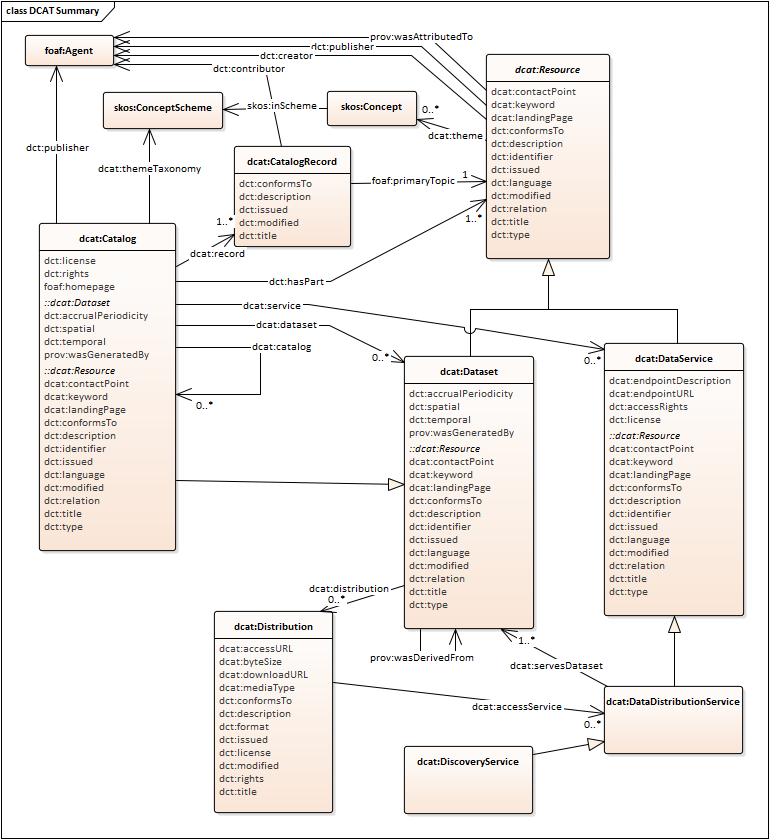 class DCAT Summary
foaf:Agent
prov:wasAttributedTo
dct:publisher
dct:creator
dct:contributor
dcat:Resource
dcat:contactPoint
dcat:keyword
dcat:landingPage
dct:conformsTo
dct:description
dct:identifier
dct:issued
dct:language
dct:modified
dct:relation
dct:title
dct:type
skos:ConceptScheme
skos:inScheme
skos:Concept
0..*
dcat:theme
dct:publisher
dcat:themeTaxonomy
dcat:CatalogRecord
dct:conformsTo
dct:description
dct:issued
dct:modified
dct:title
foaf:primaryTopic
1
1..*
1..*
dcat:record
dct:hasPart
dcat:Catalog
dct:license
dct:rights
foaf:homepage
::dcat:Dataset
dct:accrualPeriodicity
dct:spatial
dct:temporal
prov:wasGeneratedBy
::dcat:Resource
dcat:contactPoint
dcat:keyword
dcat:landingPage
dct:conformsTo
dct:description
dct:identifier
dct:issued
dct:language
dct:modified
dct:relation
dct:title
dct:type
dcat:service
dcat:dataset
dcat:catalog
0..*
0..*
0..*
dcat:Dataset
dct:accrualPeriodicity
dct:spatial
dct:temporal
prov:wasGeneratedBy
::dcat:Resource
dcat:contactPoint
dcat:keyword
dcat:landingPage
dct:conformsTo
dct:description
dct:identifier
dct:issued
dct:language
dct:modified
dct:relation
dct:title
dct:type
dcat:DataService
dcat:endpointDescription
dcat:endpointURL
dct:accessRights
dct:license
::dcat:Resource
dcat:contactPoint
dcat:keyword
dcat:landingPage
dct:conformsTo
dct:description
dct:identifier
dct:issued
dct:language
dct:modified
dct:relation
dct:title
dct:type
dcat:distribution
0..*
dcat:Distribution
dcat:accessURL
dcat:byteSize
dcat:downloadURL
dcat:mediaType
dct:conformsTo
dct:description
dct:format
dct:issued
dct:license
dct:modified
dct:rights
dct:title
prov:wasDerivedFrom
1..*
dcat:servesDataset
dcat:accessService
0..*
dcat:DataDistributionService
dcat:DiscoveryService